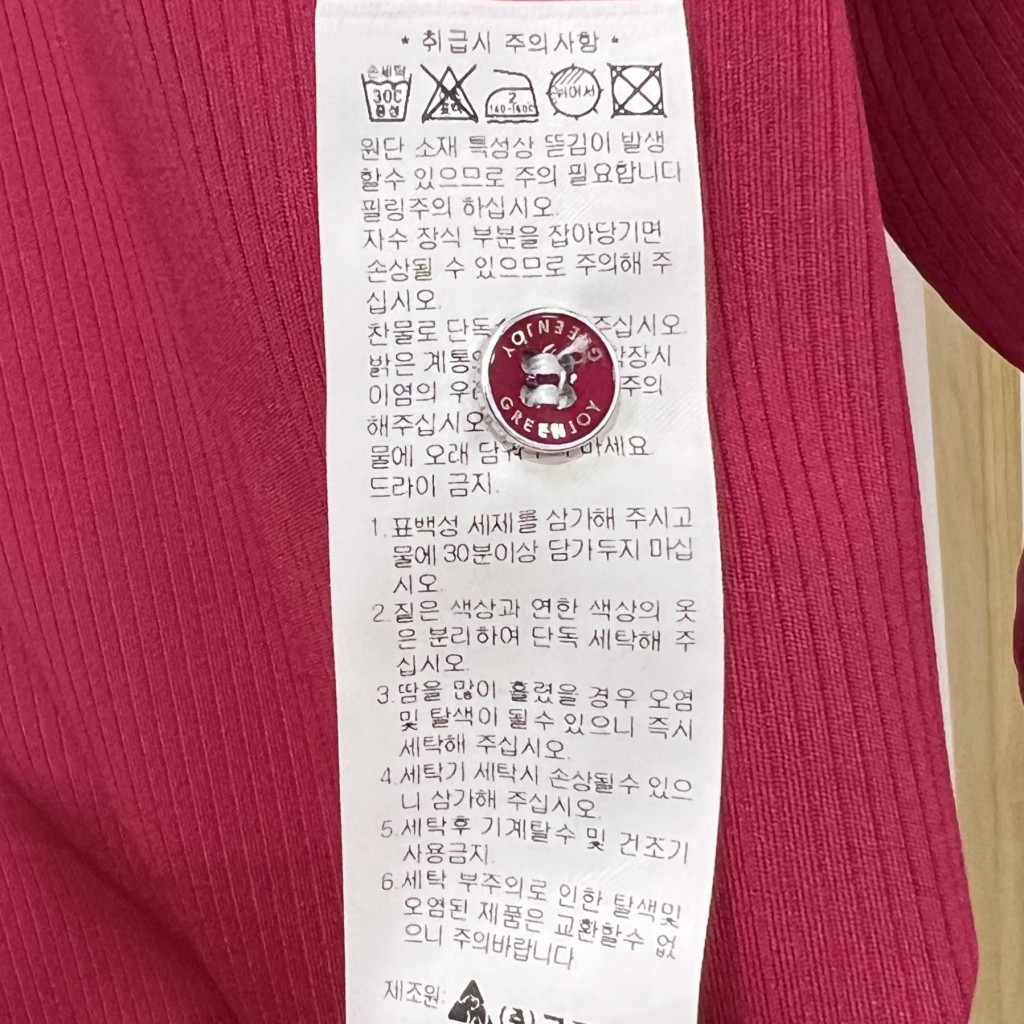 * 취급시 주의사항 *
손세탁
30C
중성
2
140-160℃
뉘어서
원단 소재 특성상 뜯김이 발생
할수 있으므로 주의 필요합니다
필링주의 하십시오.
자수 장식 부분을 잡아당기면
손상될 수 있으므로 주의해 주
십시오.
찬물로 주십시오.
밝은
이염의 주의
해주십시오
물에 오래 마세요.
드라이 금지.
GREENJOY
GREENJOY
1.표백성 세제를 삼가해 주시고
물에 30분이상 담가두지 마십
시오.
2.짙은 색상과 연한 색상의 옷
은 분리하여 단독 세탁해 주
십시오.
3.땀을 많이 흘렸을 경우 오염
및 탈색이 될수 있으니 즉시
세탁해 주십시오.
4.세탁기 세탁시 손상될수 있으
니 삼가해 주십시오.
5.세탁후 기계탈수 및 건조기
사용금지.
6.세탁 부주의로 인한 탈색및
오염된 제품은 교환할수 없
으니 주의바랍니다.
제조원: